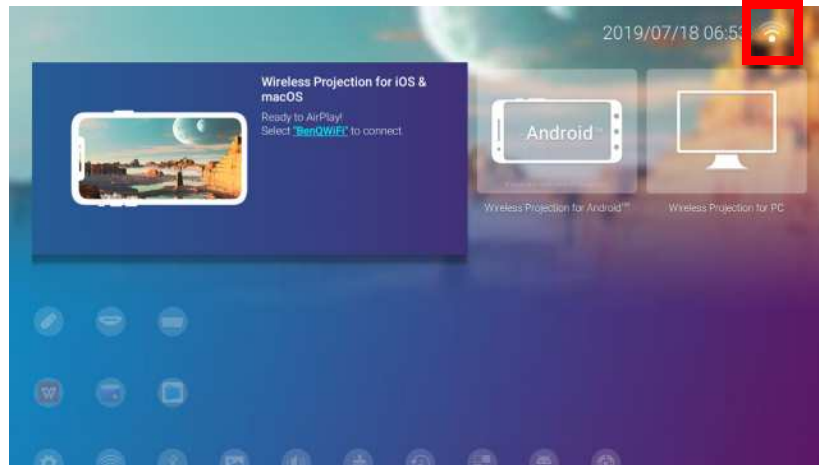 2019/07/18 06:53
Wireless Projection for iOS &
macOS
Ready to AirPlay!
Select "BenQWiFi" to connect.
Android™
Wireless Projection for Android™
Wireless Projection for PC
W